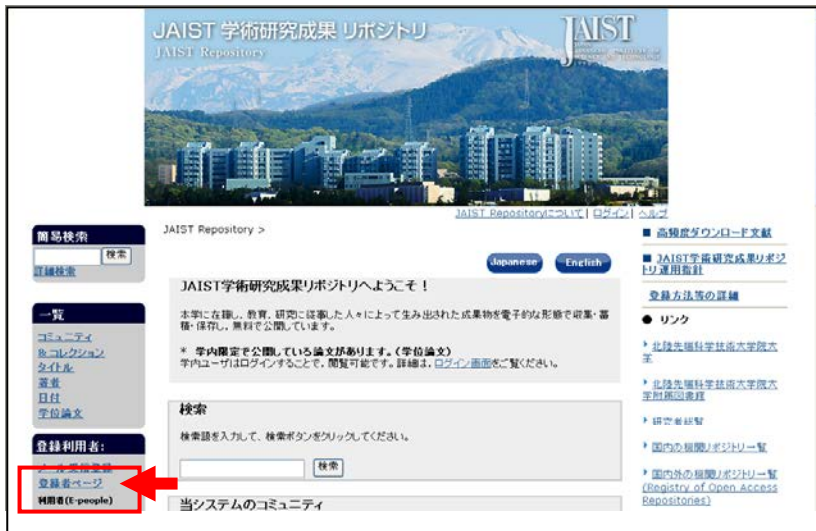 JAIST 学術研究成果 リポジトリ
JAIST Repository
JAIST
JAIST Repositoryについて | ログイン | ヘルプ
簡易検索
検索
詳細検索
一覧
コミュニティ
& コレクション
タイトル
著者
日付
学位論文
登録利用者:
メール受信登録
登録者ページ
利用者(E-people)
JAIST Repository >
Japanese
English
JAIST学術研究成果リポジトリへようこそ！
本学に在籍し、教育、研究に従事した人々によって生み出された成果物を電子的な形態で収集・蓄
積・保存し、無料で公開しています。
* 学内限定で公開している論文があります。(学位論文)
学内ユーザはログインすることで、閲覧可能です。詳細は、ログイン画面をご覧ください。
検索
検索語を入力して、検索ボタンをクリックしてください。
検索
当システムのコミュニティ
■ 高頻度ダウンロード文献
■ JAIST学術研究成果リポジ
トリ運用指針
登録方法等の詳細
● リンク
北陸先端科学技術大学院大
学
北陸先端科学技術大学院大
学附属図書館
研究者総覧
国内の機関リポジトリ一覧
国内外の機関リポジトリ一覧
(Registry of Open Access
Repositories)